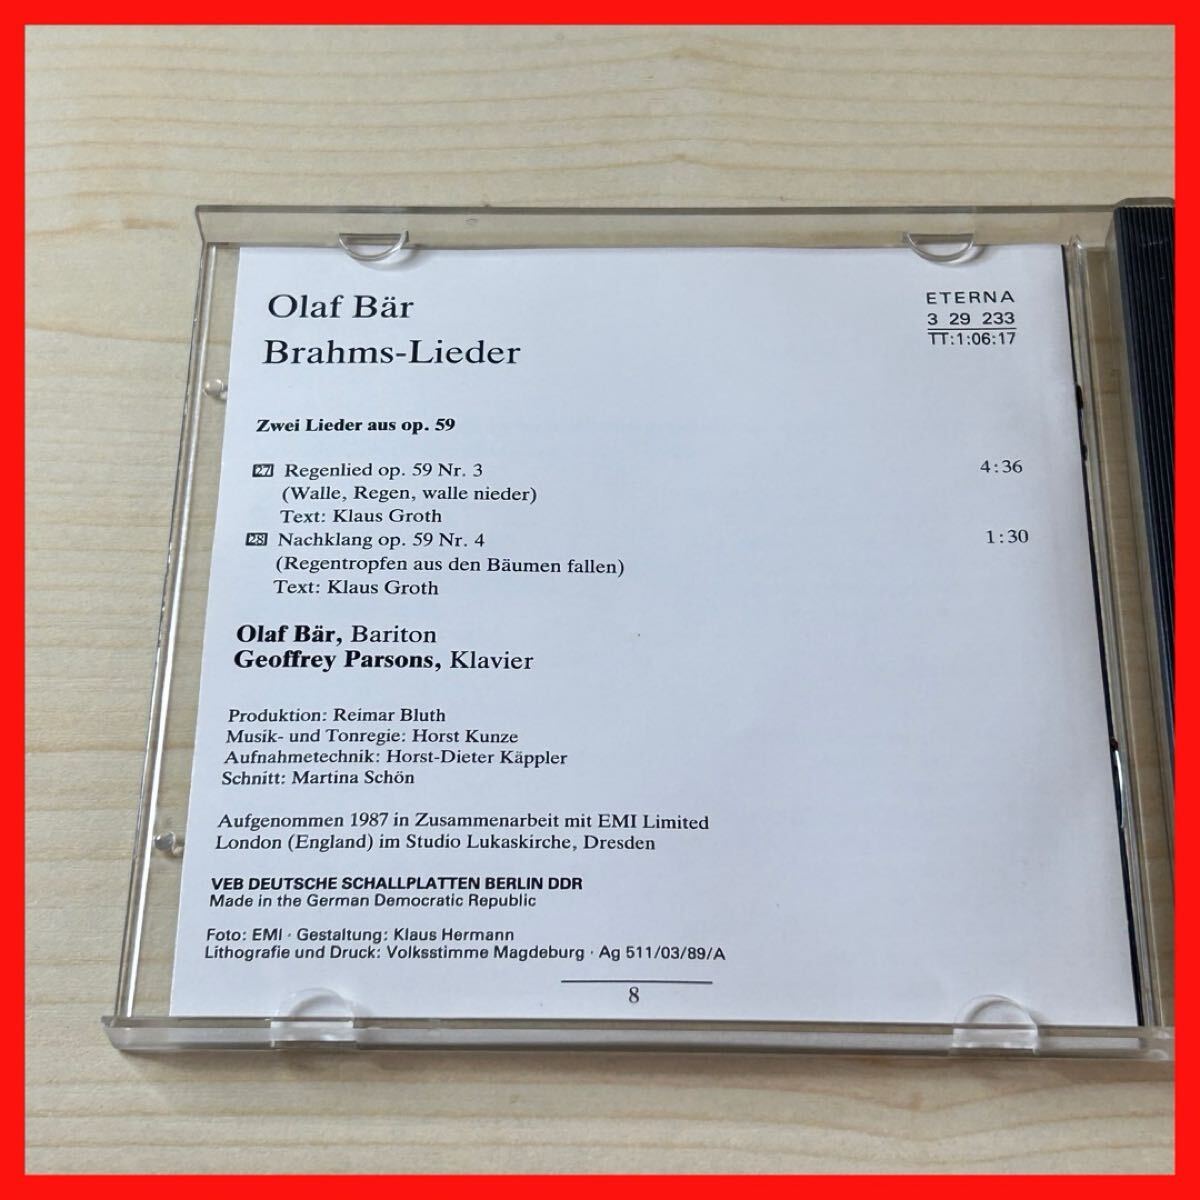 Olaf Bär
Brahms-Lieder
ETERNA
3 29 233
TT:1:06:17
Zwei Lieder aus op. 59
27 Regenlied op. 59 Nr. 3 4:36
(Walle, Regen, walle nieder)
Text: Klaus Groth
28 Nachklang op. 59 Nr. 4 1:30
(Regentropfen aus den Bäumen fallen)
Text: Klaus Groth
Olaf Bär, Bariton
Geoffrey Parsons, Klavier
Produktion: Reimar Bluth
Musik- und Tonregie: Horst Kunze
Aufnahmetechnik: Horst-Dieter Käppler
Schnitt: Martina Schön
Aufgenommen 1987 in Zusammenarbeit mit EMI Limited
London (England) im Studio Lukaskirche, Dresden
VEB DEUTSCHE SCHALLPLATTEN BERLIN DDR
Made in the German Democratic Republic
Foto: EMI · Gestaltung: Klaus Hermann
Lithografie und Druck: Volksstimme Magdeburg · Ag 511/03/89/A
8